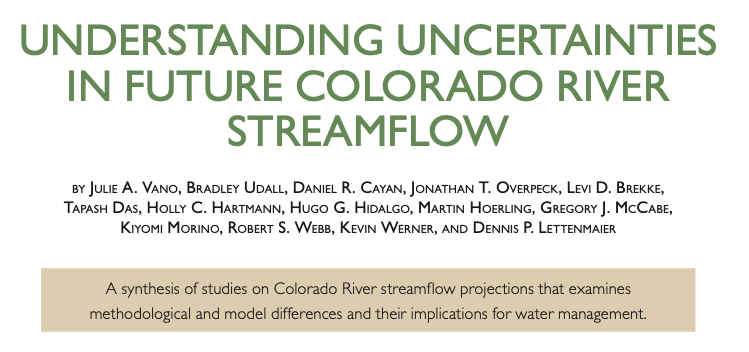 UNDERSTANDING UNCERTAINTIES
IN FUTURE COLORADO RIVER
STREAMFLOW
BY JULIE A. VANO, BRADLEY UDALL, DANIEL R. CAYAN, JONATHAN T. OVERPECK, LEVI D. BREKKE,
TAPASH DAS, HOLLY C. HARTMANN, HUGO G. HIDALGO, MARTIN HOERLING, GREGORY J. MCCABE,
KIYOMI MORINO, ROBERT S. WEBB, KEVIN WERNER, AND DENNIS P. LETTENMAIER
A synthesis of studies on Colorado River streamflow projections that examines
methodological and model differences and their implications for water management.